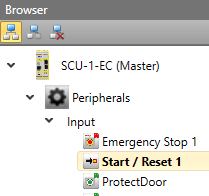 Browser
SCU-1-EC (Master)
Peripherals
Input
Emergency Stop 1
Start / Reset 1
ProtectDoor